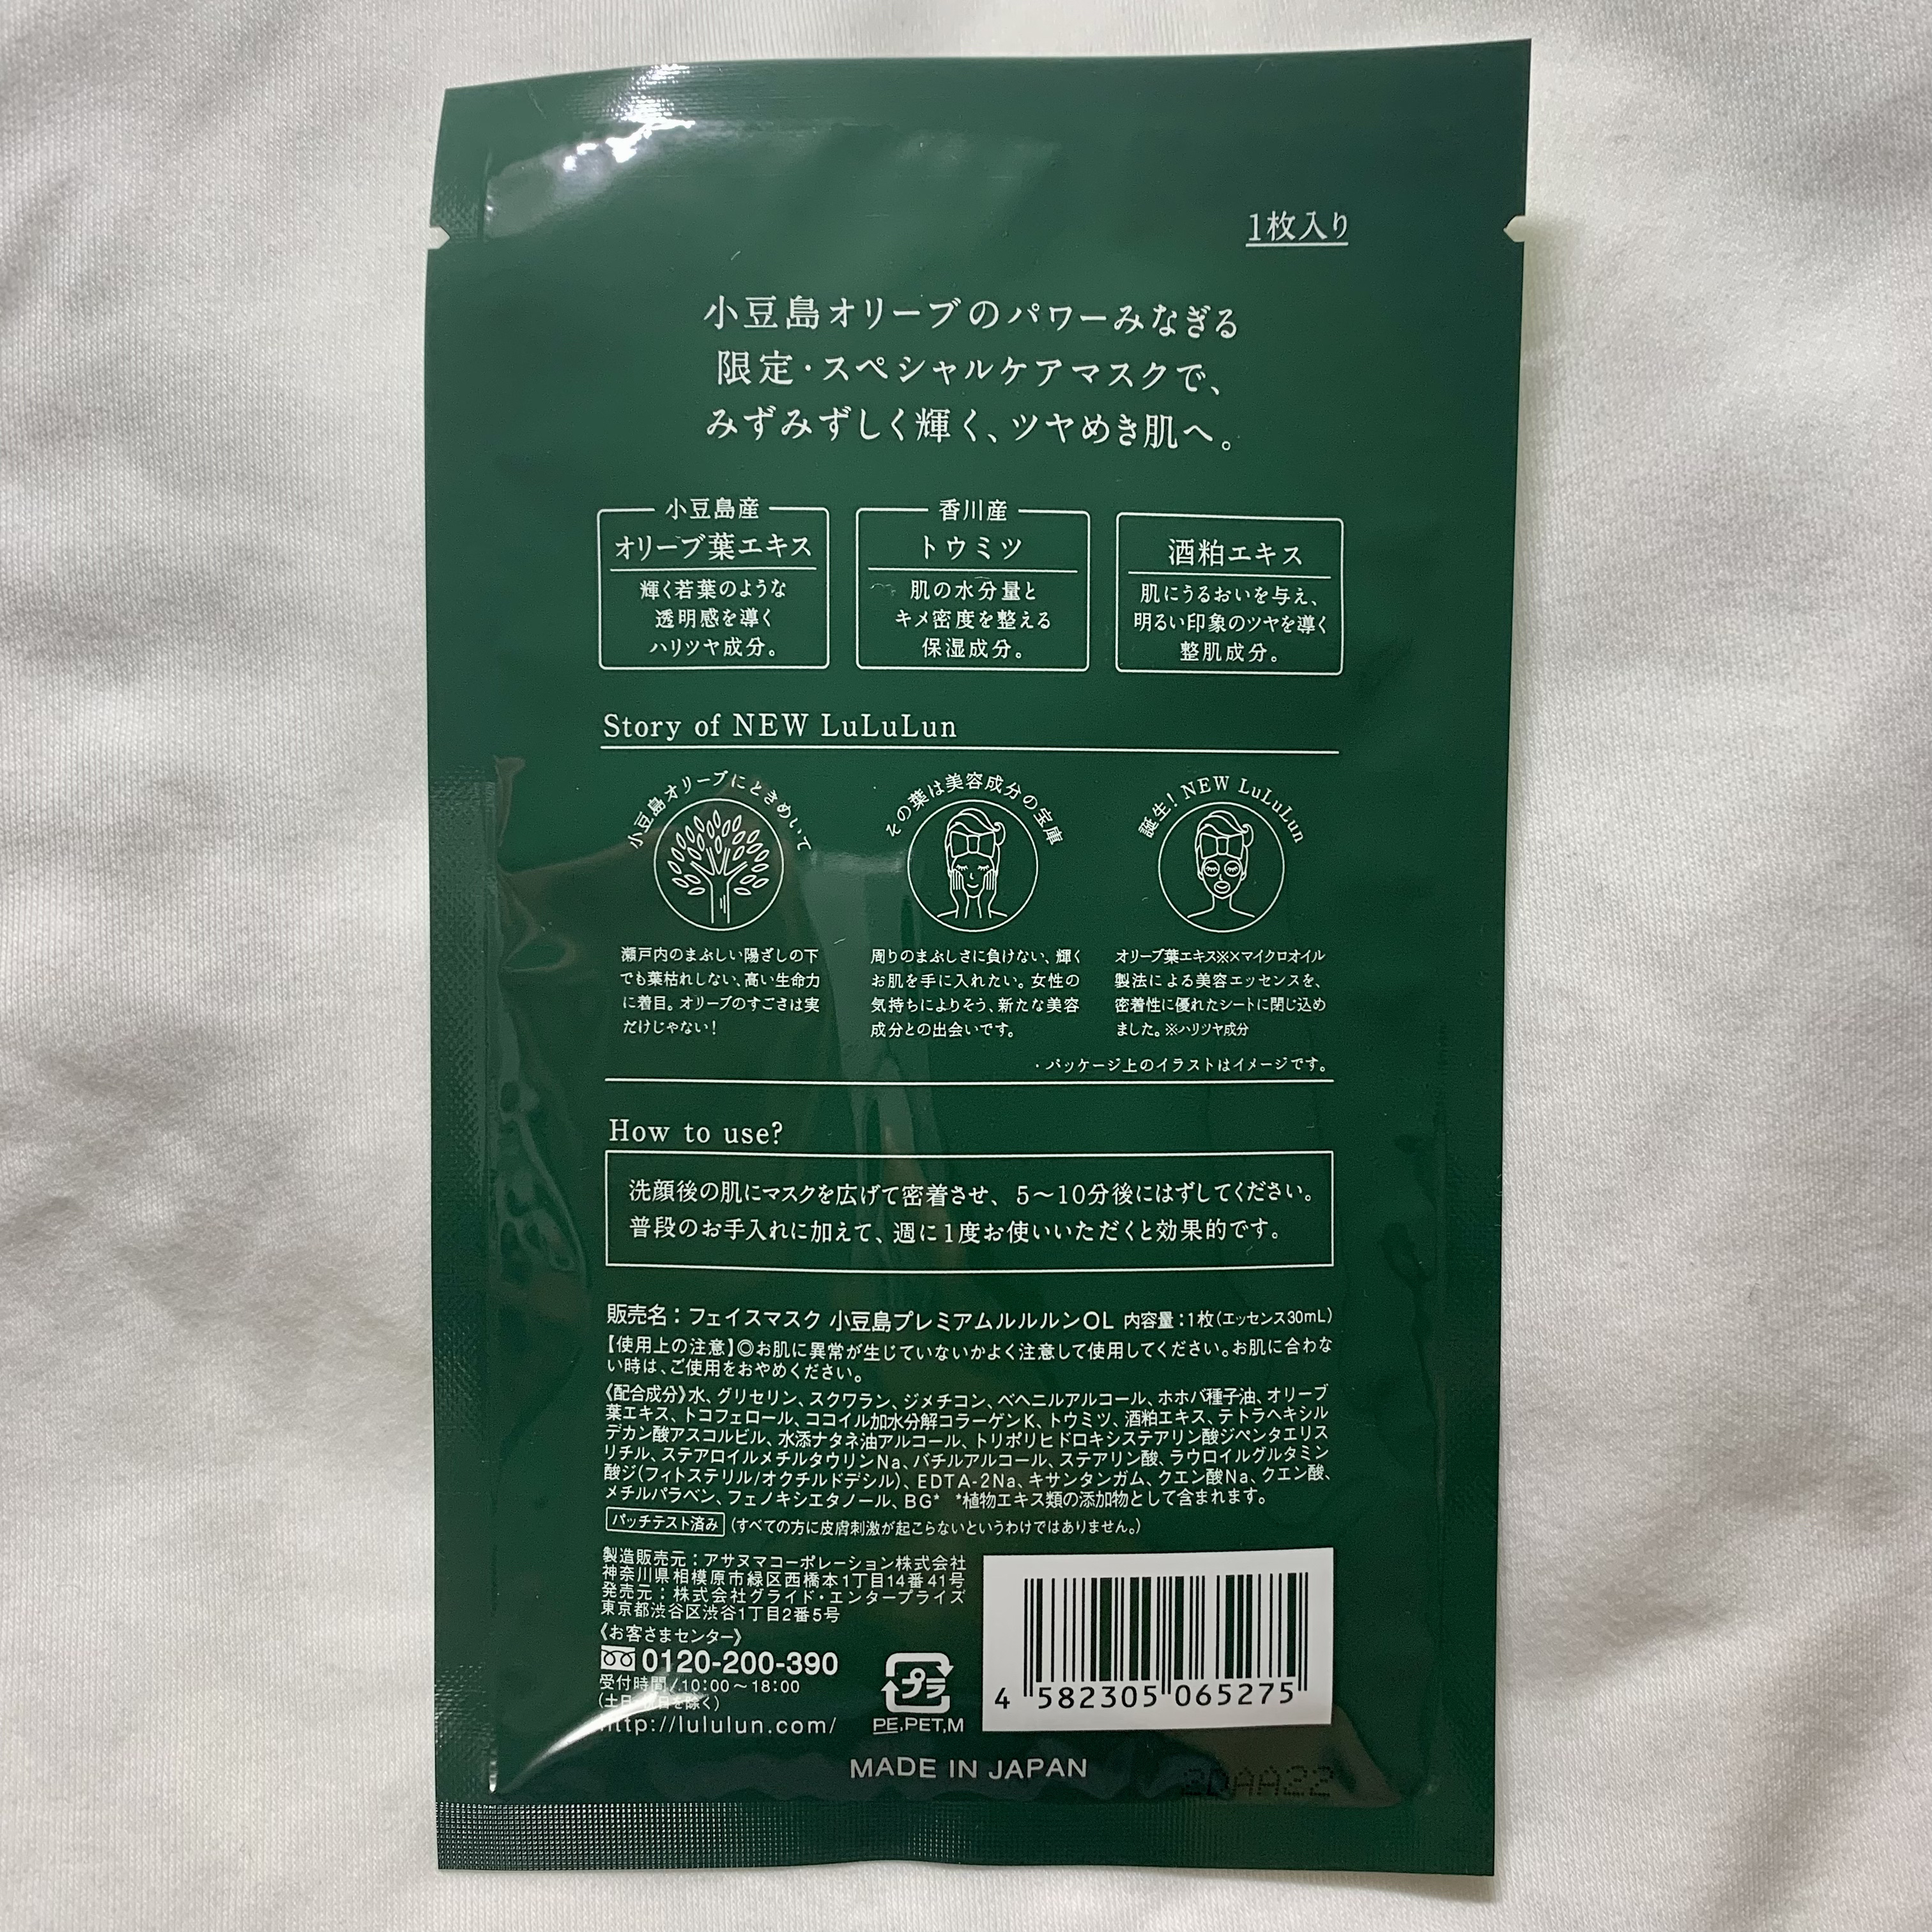 1枚入り
小豆島オリーブのパワーみなぎる
限定・スペシャルケアマスクで、
みずみずしく輝く、ツヤめき肌へ。
小豆島産
オリーブ葉エキス
輝く若葉のような
透明感を導く
ハリツヤ成分。
香川産
トウミツ
肌の水分量と
キメ密度を整える
保湿成分。
酒粕エキス
肌にうるおいを与え、
明るい印象のツヤを導く
整肌成分。
Story of NEW LuLuLun
小豆島オリーブにときめいて
瀬戸内のまぶしい陽ざしの下
でも葉枯れしない、高い生命力
に着目。オリーブのすごさは実
だけじゃない!
その葉は美容成分の宝庫
周りのまぶしさに負けない、輝く
お肌を手に入れたい。女性の
気持ちによりそう、新たな美容
成分との出会いです。
誕生! NEW LuLuLun
オリーブ葉エキス※×マイクロオイル
製法による美容エッセンスを、
密着性に優れたシートに閉じ込め
ました。※ハリツヤ成分
・パッケージ上のイラストはイメージです。
How to use?
洗顔後の肌にマスクを広げて密着させ、5〜10分後にはずしてください。
普段のお手入れに加えて、週に1度お使いいただくと効果的です。
販売名：フェイスマスク 小豆島プレミアムルルルンOL 内容量：1枚(エッセンス30mL)
【使用上の注意】◎お肌に異常が生じていないかよく注意して使用してください。お肌に合わな
い時は、ご使用をおやめください。
《配合成分》水、グリセリン、スクワラン、ジメチコン、ベヘニルアルコール、ホホバ種子油、オリーブ
葉エキス、トコフェロール、ココイル加水分解コラーゲンK、トウミツ、酒粕エキス、テトラヘキシル
デカン酸アスコルビル、水添ナタネ油アルコール、トリポリヒドロキシステアリン酸ジペンタエリス
リチル、ステアロイルメチルタウリンNa、バチルアルコール、ステアリン酸、ラウロイルグルタミン
酸ジ(フィトステリル/オクチルドデシル)、EDTA-2Na、キサンタンガム、クエン酸Na、クエン酸、
メチルパラベン、フェノキシエタノール、BG* *植物エキス類の添加物として含まれます。
パッチテスト済み (すべての方に皮膚刺激が起こらないというわけではありません。)
製造販売元：アサヌマコーポレーション株式会社
神奈川県相模原市緑区西橋本1丁目14番41号
発売元：株式会社グライド・エンタープライズ
東京都渋谷区渋谷1丁目2番5号
《お客さまセンター》
0120-200-390
受付時間/10:00〜18:00
(土日・祝日を除く)
http://lululun.com/
プラ
PE,PET,M
4 582305 065275
MADE IN JAPAN